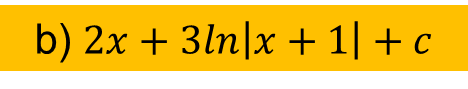 b) 2x + 3ln|x + 1| + c